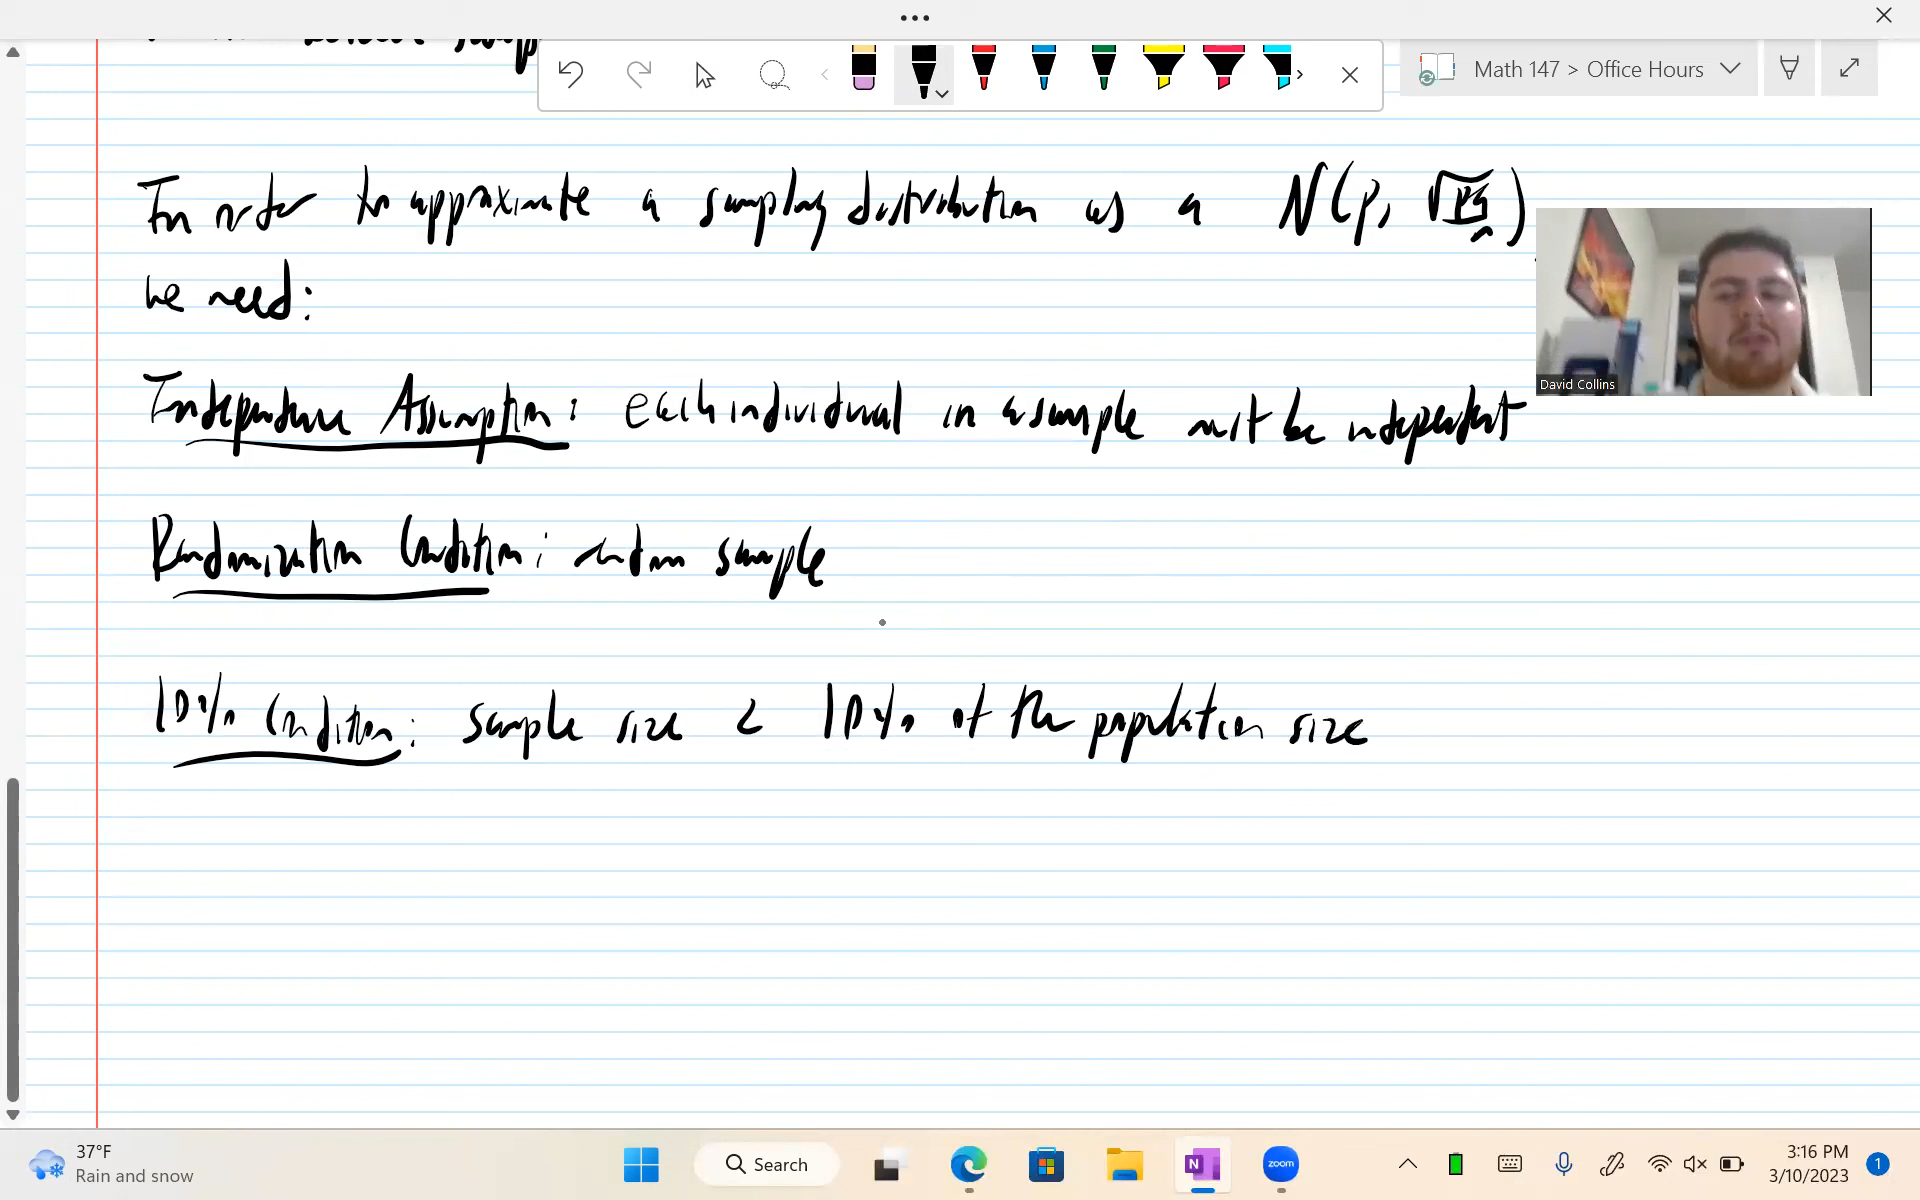 Math 147 > Office Hours
In order to approximate a sampling distribution as a N(p, √pq/n)
we need:
David Collins
Independence Assumption: each individual in a sample must be independent
Randomization Condition: random sample
10% Condition: sample size < 10% of the population size
37°F
Rain and snow
Search
N
zoom
3:16 PM
3/10/2023
1